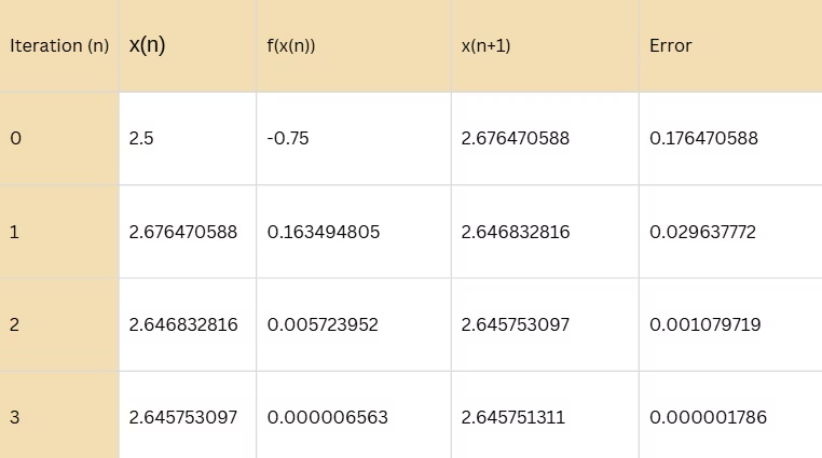 Iteration (n) x(n) f(x(n)) x(n+1) Error
0 2.5 -0.75 2.676470588 0.176470588
1 2.676470588 0.163494805 2.646832816 0.029637772
2 2.646832816 0.005723952 2.645753097 0.001079719
3 2.645753097 0.000006563 2.645751311 0.000001786